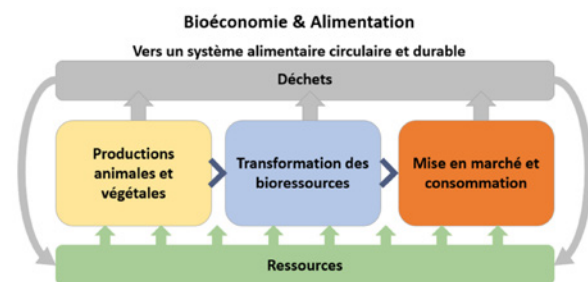 Bioéconomie & Alimentation
Vers un système alimentaire circulaire et durable
Déchets
Productions
animales et
végétales
Transformation des
bioressources
Mise en marché et
consommation
Ressources